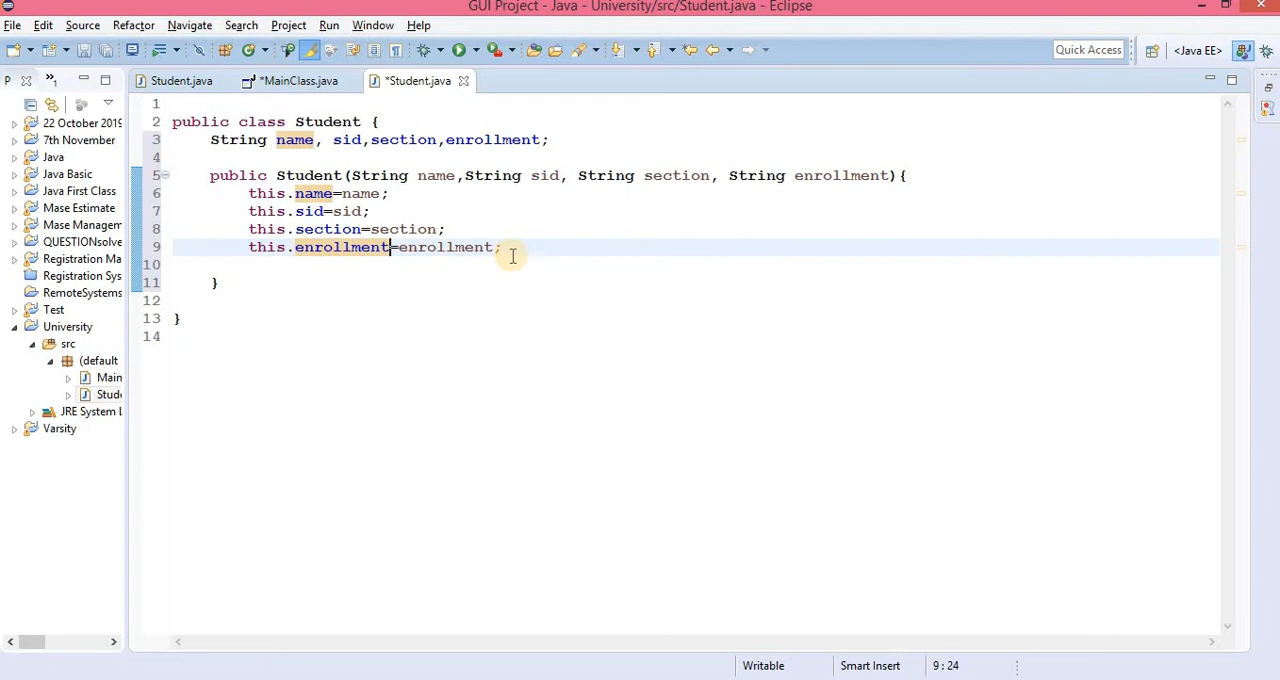 GUI Project - Java - University/src/Student.java - Eclipse
File Edit Source Refactor Navigate Search Project Run Window Help
Quick Access <Java EE>
P »1 Student.java *MainClass.java *Student.java
1
2 public class Student {
3 String name, sid,section,enrollment;
4
5 public Student(String name,String sid, String section, String enrollment){
6 this.name=name;
7 this.sid=sid;
8 this.section=section;
9 this.enrollment=enrollment;
10
11 }
12
13 }
14
22 October 2019
7th November
Java
Java Basic
Java First Class
Mase Estimate
Mase Managem
QUESTIONsolve
Registration Ma
Registration Sys
RemoteSystems
Test
University
src
(default
Main
Stude
JRE System L
Varsity
Writable Smart Insert 9 : 24